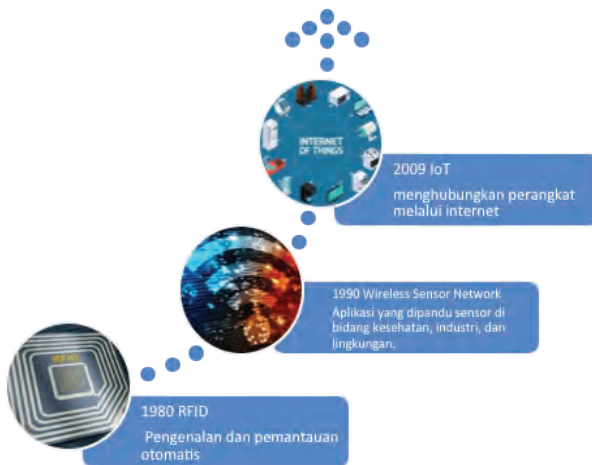 INTERNET
OF THINGS
2009 IoT
menghubungkan perangkat
melalui internet
1990 Wireless Sensor Network
Aplikasi yang dipandu sensor di
bidang kesehatan, industri, dan
lingkungan.
1980 RFID
Pengenalan dan pemantauan
otomatis